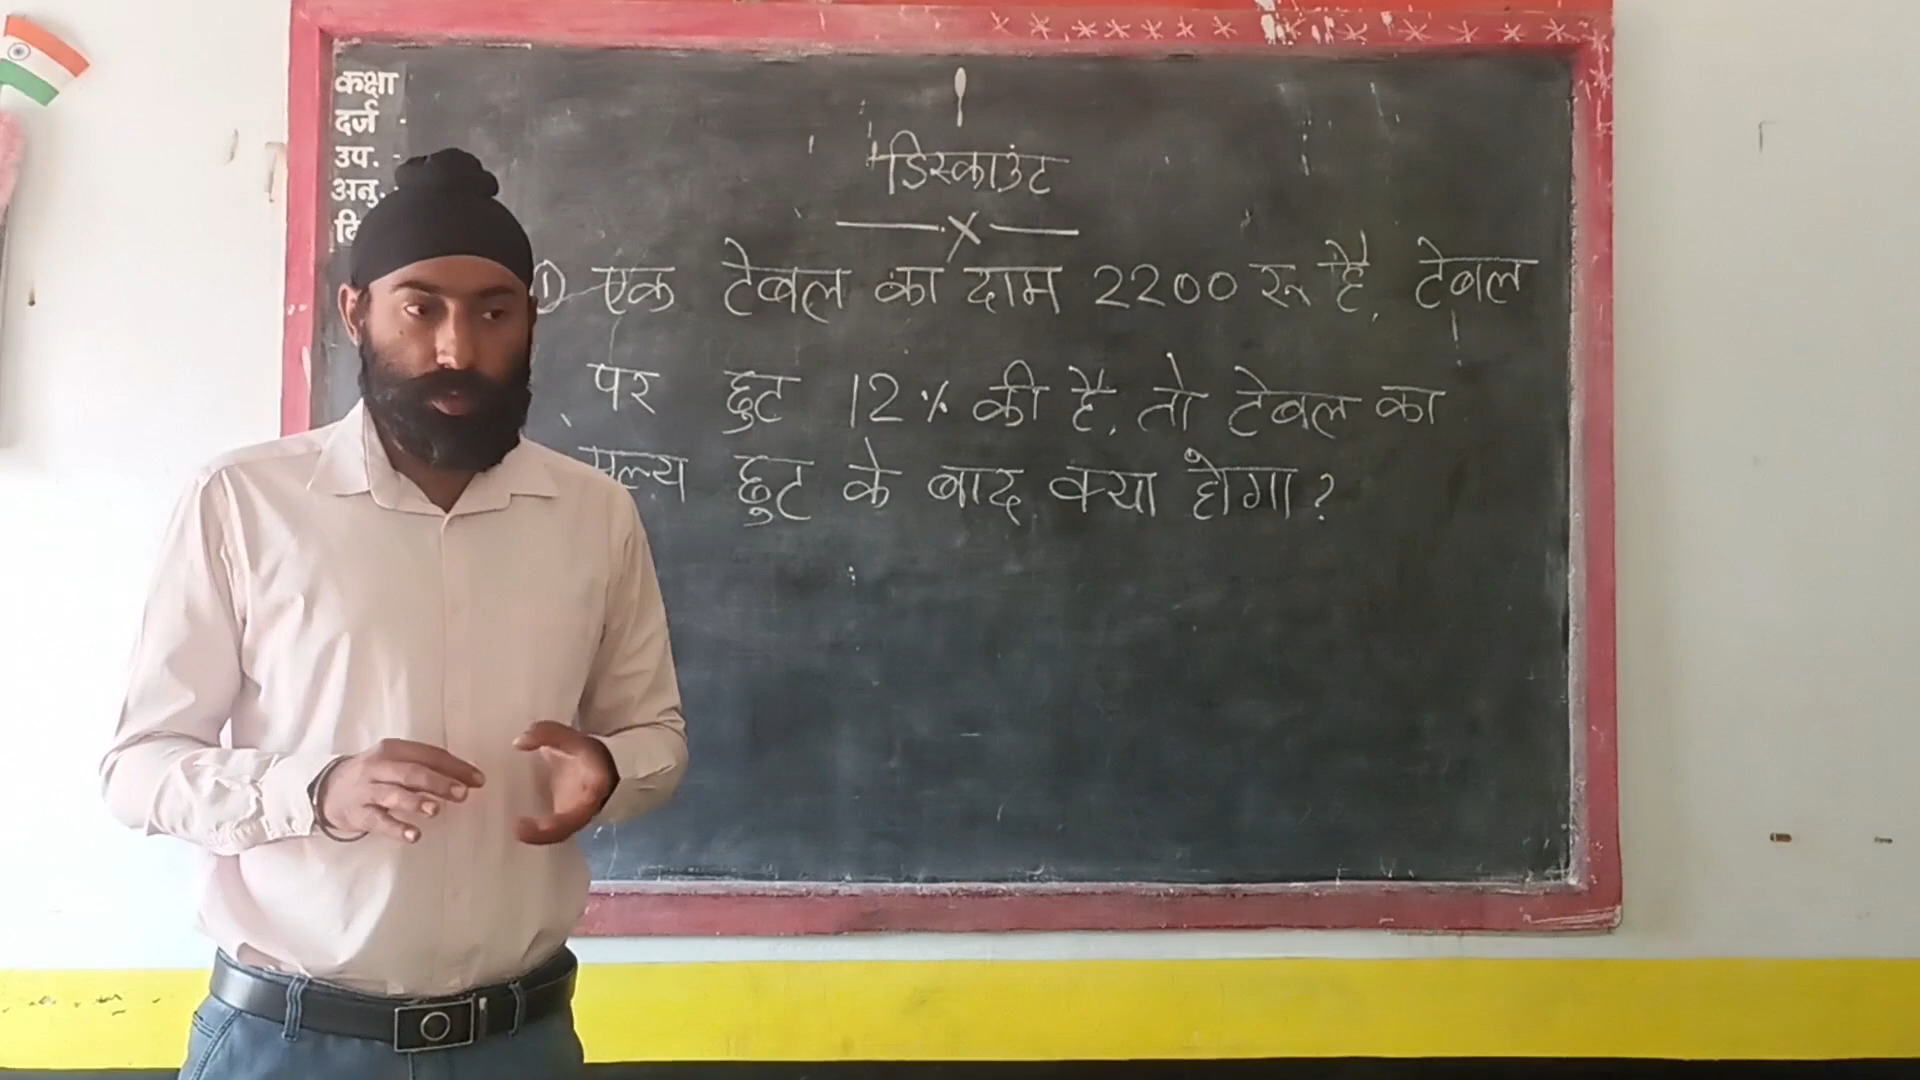 कक्षा
दर्ज -
उप. -
अनु. -
डिस्काउंट
① एक टेबल का दाम 2200 रू है, टेबल
पर छुट 12% की है, तो टेबल का
मूल्य छुट के बाद क्या होगा?